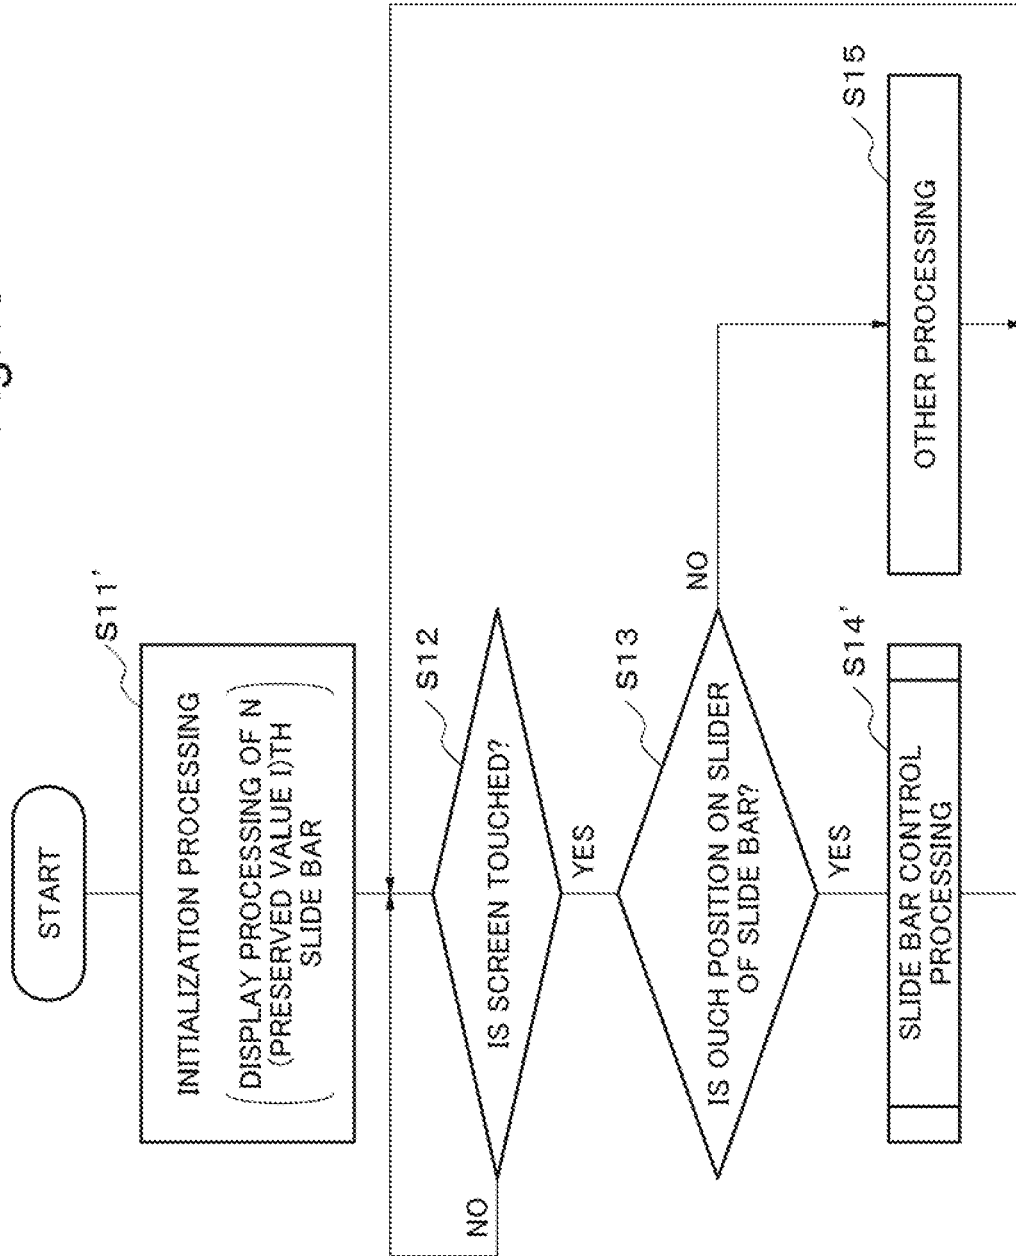 START
S11'
INITIALIZATION PROCESSING
(DISPLAY PROCESSING OF N
(PRESERVED VALUE I)TH
SLIDE BAR)
S12
IS SCREEN TOUCHED?
NO
YES
S13
IS OUCH POSITION ON SLIDER
OF SLIDE BAR?
NO
YES
S14'
SLIDE BAR CONTROL
PROCESSING
S15
OTHER PROCESSING